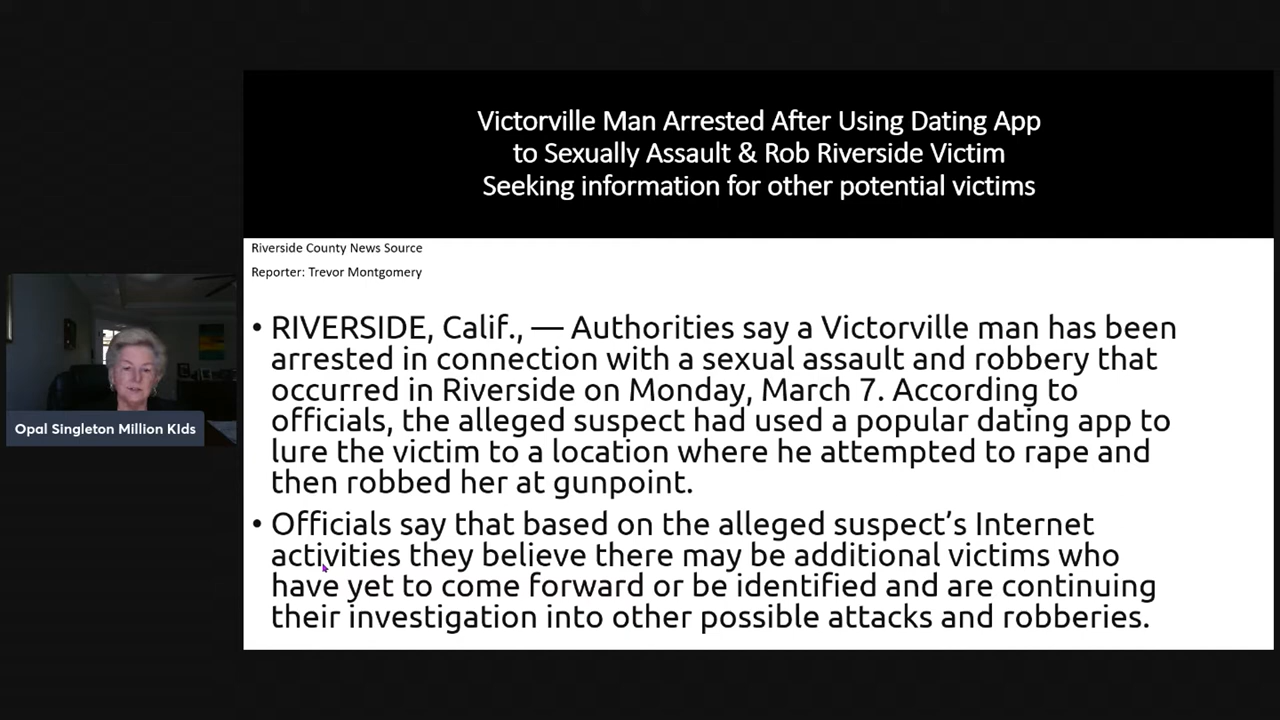 Victorville Man Arrested After Using Dating App
to Sexually Assault & Rob Riverside Victim
Seeking information for other potential victims
Riverside County News Source
Reporter: Trevor Montgomery
• RIVERSIDE, Calif., — Authorities say a Victorville man has been
arrested in connection with a sexual assault and robbery that
occurred in Riverside on Monday, March 7. According to
officials, the alleged suspect had used a popular dating app to
lure the victim to a location where he attempted to rape and
then robbed her at gunpoint.
• Officials say that based on the alleged suspect’s Internet
activities they believe there may be additional victims who
have yet to come forward or be identified and are continuing
their investigation into other possible attacks and robberies.
Opal Singleton Million KIds